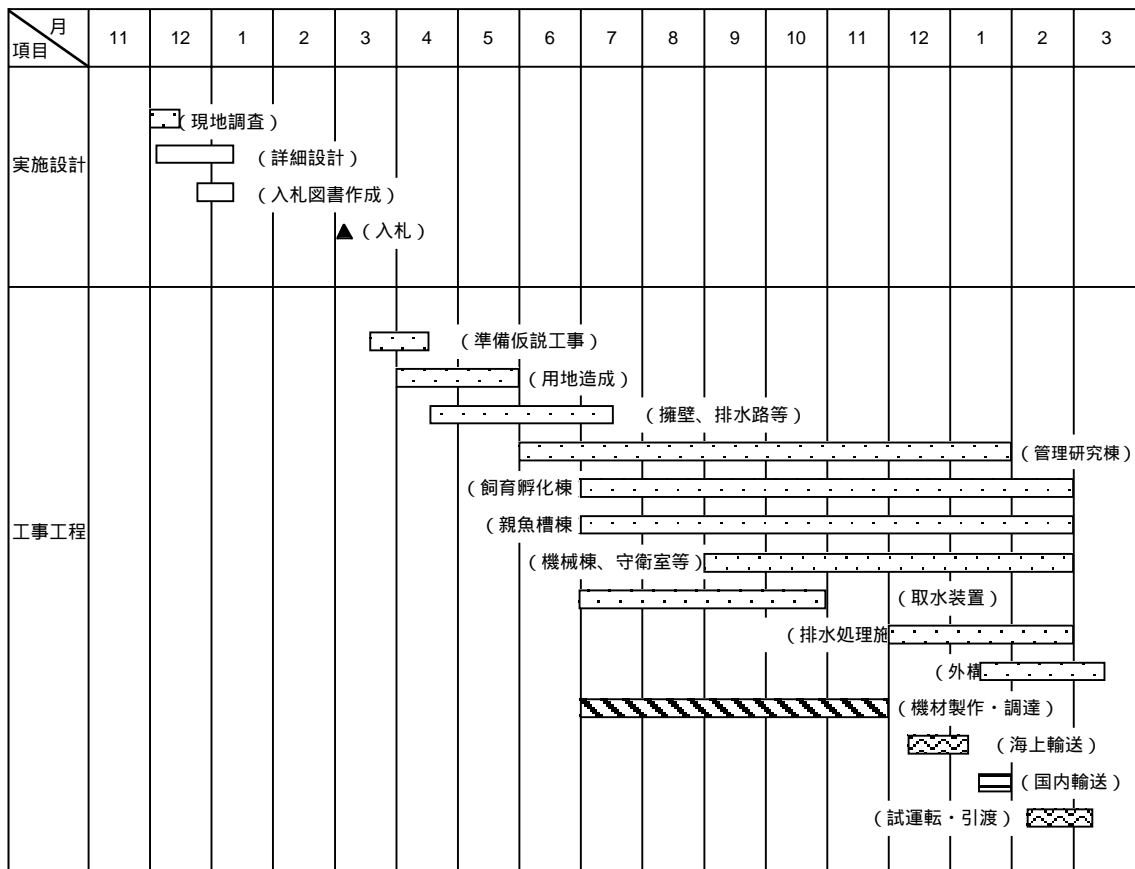 月
項目
11 12 1 2 3 4 5 6 7 8 9 10 11 12 1 2 3
実施設計
(現地調査)
(詳細設計)
(入札図書作成)
▲(入札)
工事工程
(準備仮説工事)
(用地造成)
(擁壁、排水路等)
(管理研究棟)
(飼育孵化棟
(親魚槽棟
(機械棟、守衛室等)
(取水装置)
(排水処理施
(外構
(機材製作・調達)
(海上輸送)
(国内輸送)
(試運転・引渡)